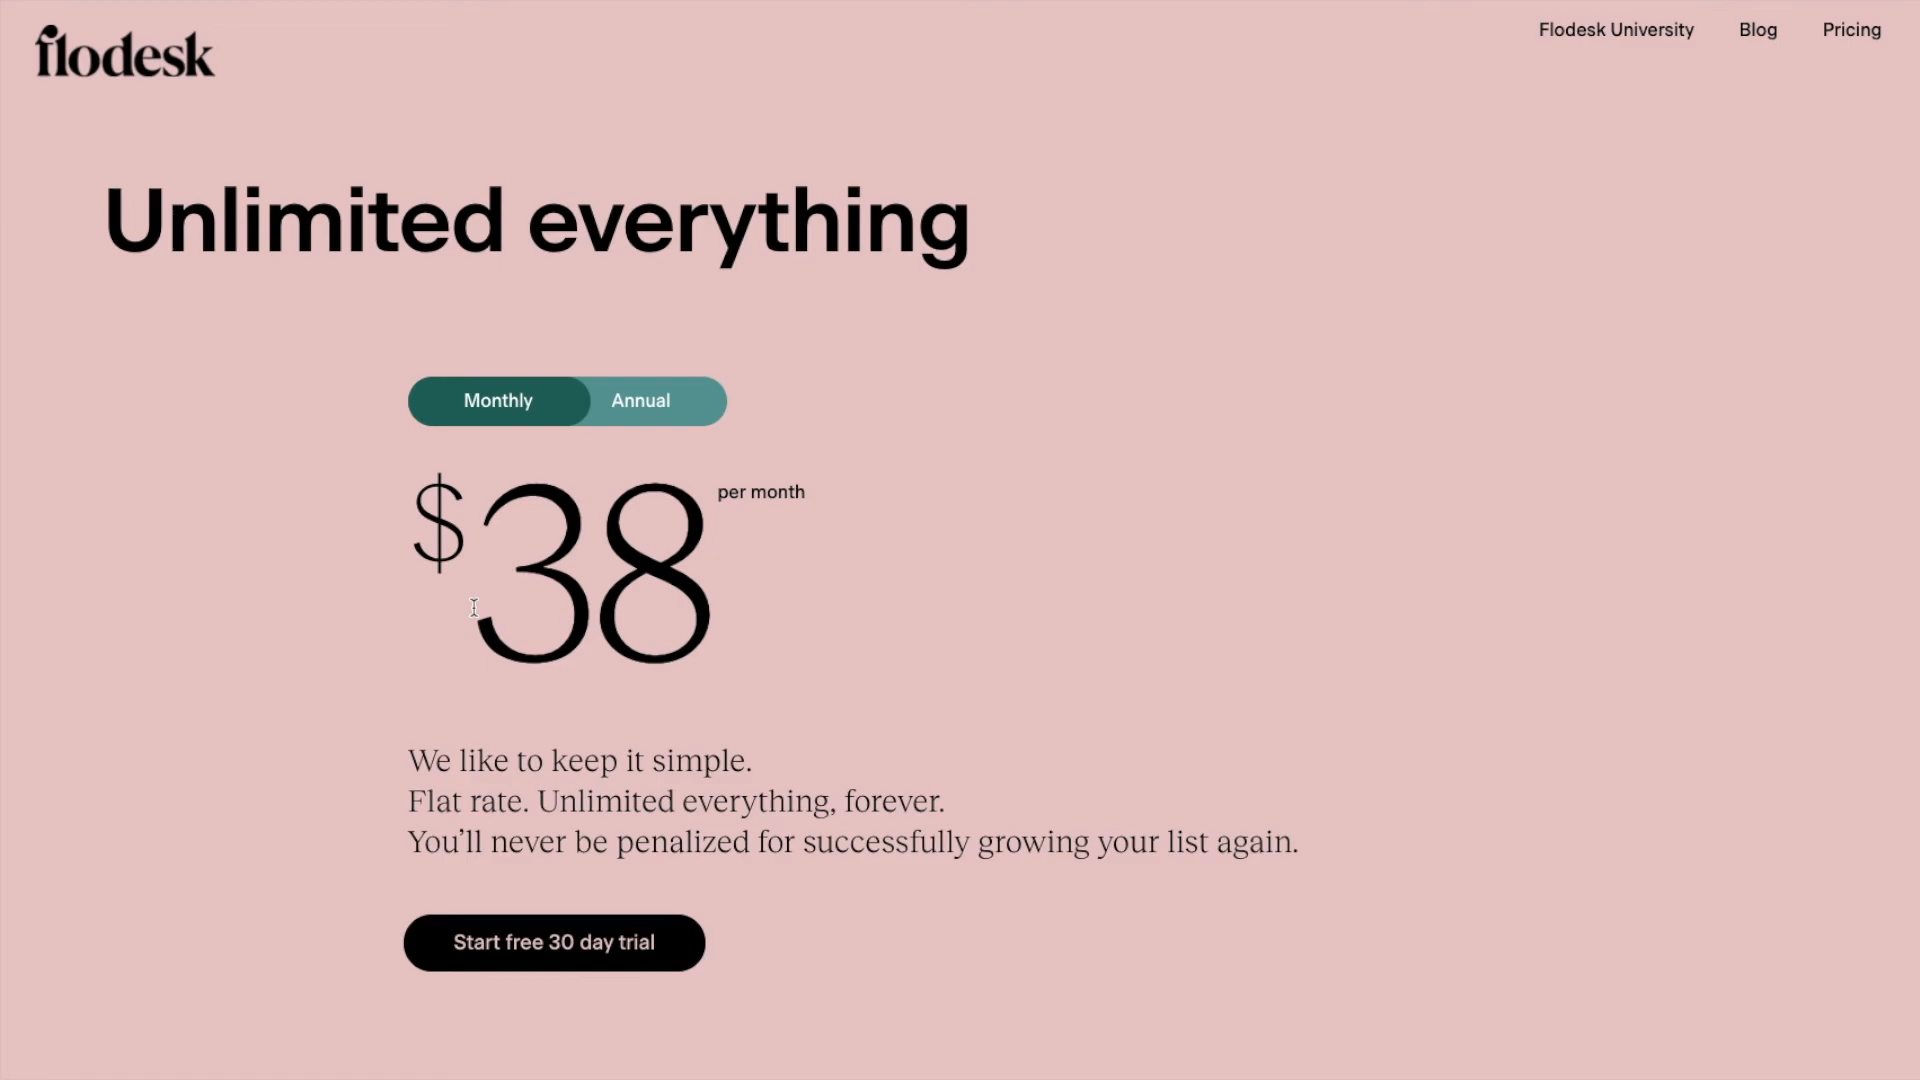 flodesk
Flodesk University
Blog
Pricing
Unlimited everything
Monthly
Annual
$38 per month
We like to keep it simple.
Flat rate. Unlimited everything, forever.
You’ll never be penalized for successfully growing your list again.
Start free 30 day trial